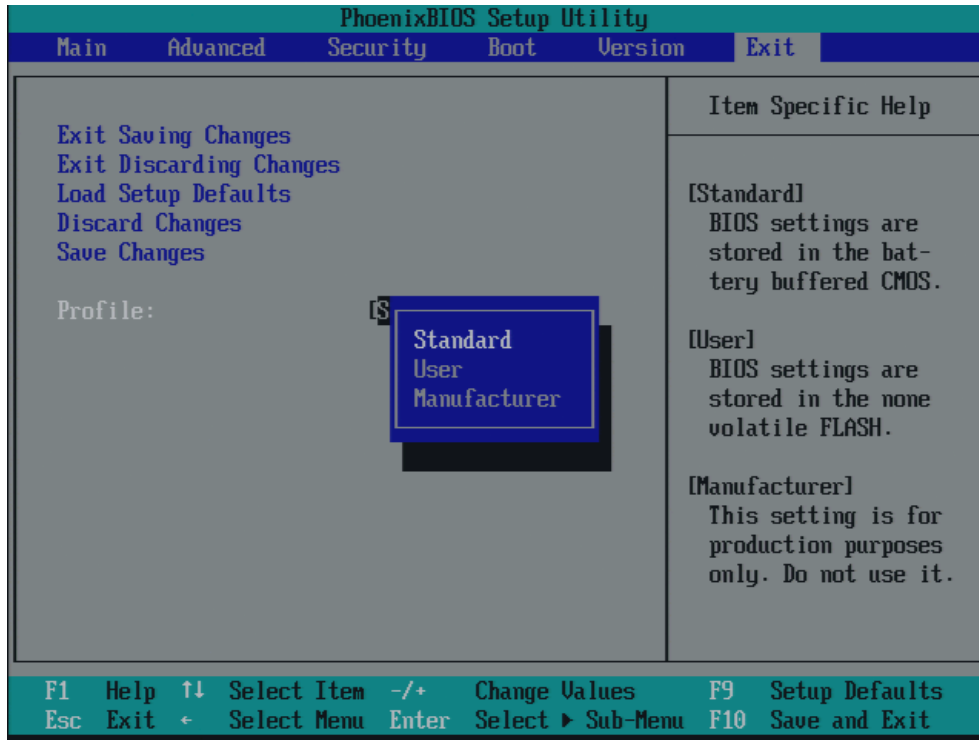 PhoenixBIOS Setup Utility
Main Advanced Security Boot Version Exit
Exit Saving Changes
Exit Discarding Changes
Load Setup Defaults
Discard Changes
Save Changes
Profile: [S
Standard
User
Manufacturer
Item Specific Help
[Standard]
BIOS settings are
stored in the bat-
tery buffered CMOS.
[User]
BIOS settings are
stored in the none
volatile FLASH.
[Manufacturer]
This setting is for
production purposes
only. Do not use it.
F1 Help ↑↓ Select Item -/+ Change Values F9 Setup Defaults
Esc Exit ← Select Menu Enter Select ▶ Sub-Menu F10 Save and Exit